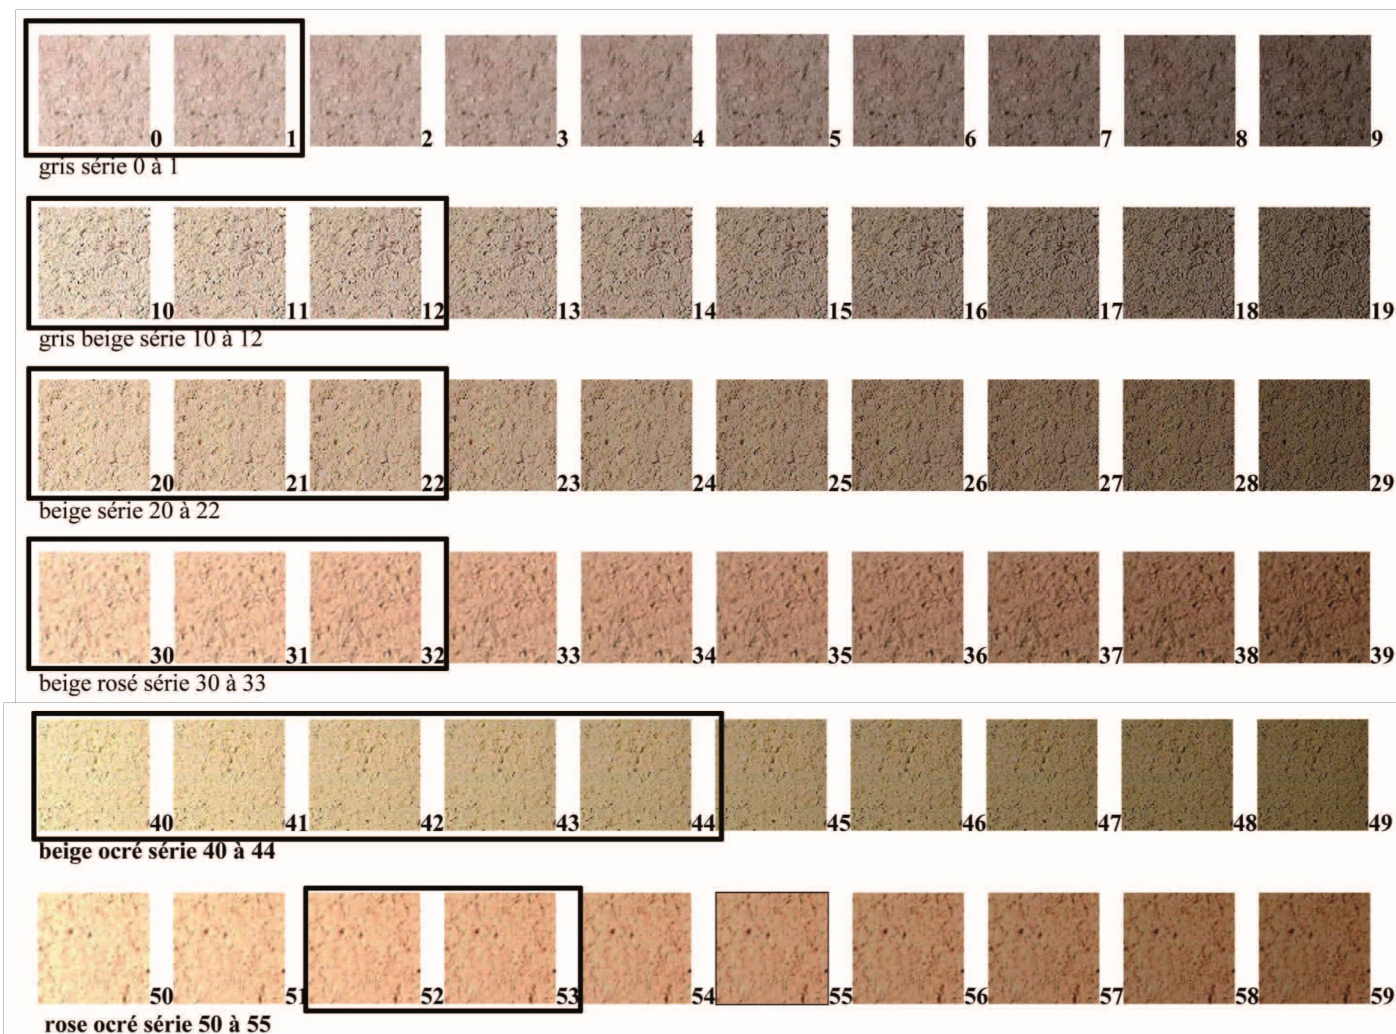 0 1 2 3 4 5 6 7 8 9
gris série 0 à 1
10 11 12 13 14 15 16 17 18 19
gris beige série 10 à 12
20 21 22 23 24 25 26 27 28 29
beige série 20 à 22
30 31 32 33 34 35 36 37 38 39
beige rosé série 30 à 33
40 41 42 43 44 45 46 47 48 49
beige ocré série 40 à 44
50 51 52 53 54 55 56 57 58 59
rose ocré série 50 à 55